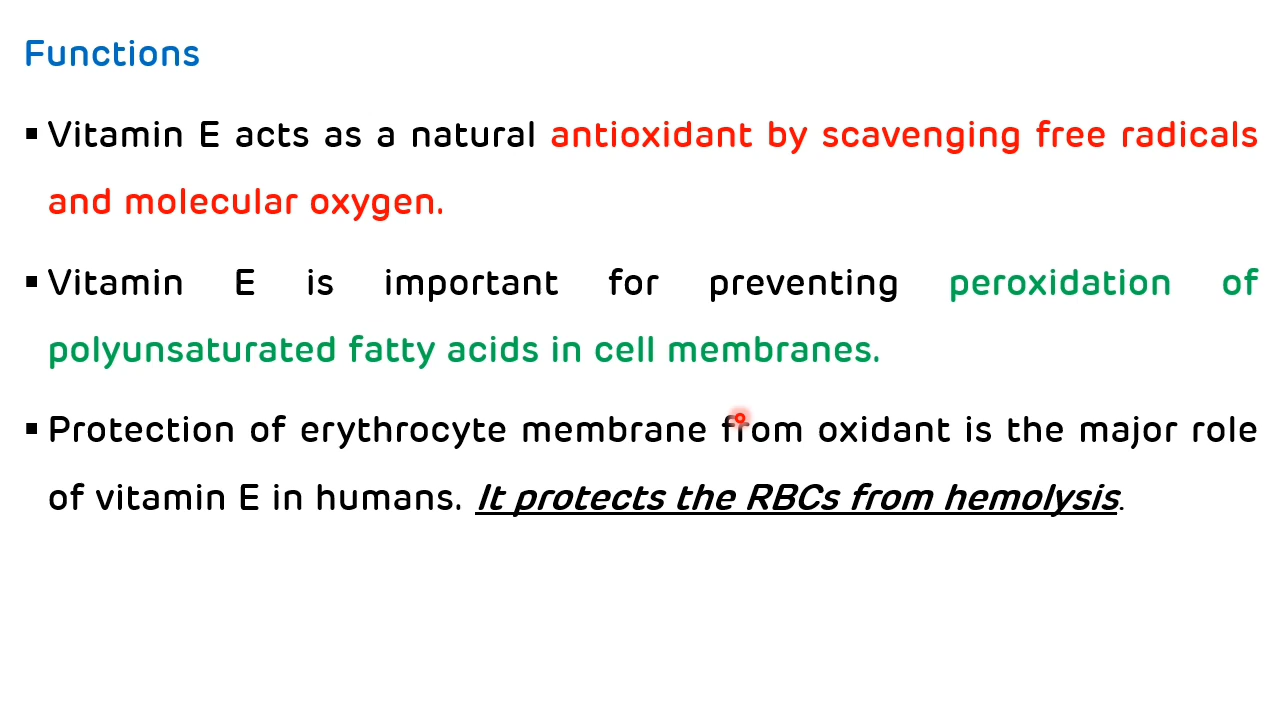 Functions
▪ Vitamin E acts as a natural antioxidant by scavenging free radicals
and molecular oxygen.
▪ Vitamin E is important for preventing peroxidation of
polyunsaturated fatty acids in cell membranes.
▪ Protection of erythrocyte membrane from oxidant is the major role
of vitamin E in humans. It protects the RBCs from hemolysis.